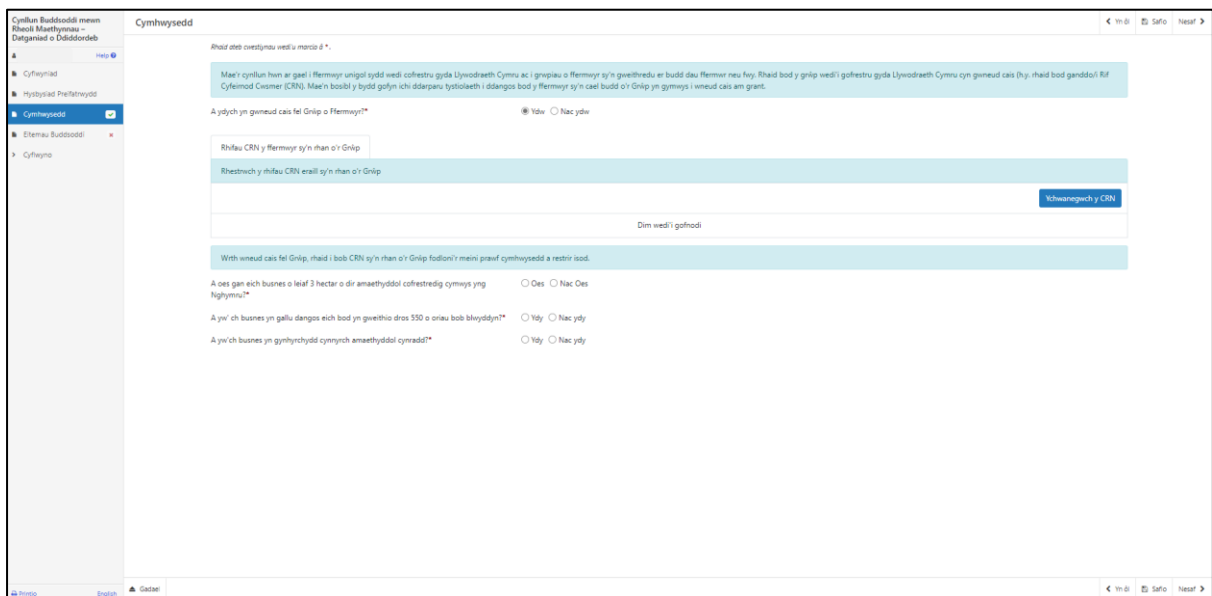 Cynllun Buddsoddi mewn
Rheoli Maethynnau –
Datganiad o Ddiddordeb
Help
Cyflwyniad
Hysbysiad Preifatrwydd
Cymhwysedd
Eitemau Buddsoddi
Cyflwyno
Printio
English
Cymhwysedd
Yn ôl
Safio
Nesaf
Rhaid ateb cwestiynau wedi'u marcio â *.
Mae'r cynllun hwn ar gael i ffermwyr unigol sydd wedi cofrestru gyda Llywodraeth Cymru ac i grwpiau o ffermwyr sy'n gweithredu er budd dau ffermwr neu fwy. Rhaid bod y grŵp wedi'i gofrestru gyda Llywodraeth Cymru cyn gwneud cais (h.y. rhaid bod ganddo/i Rif
Cyfeirnod Cwsmer (CRN). Mae'n bosibl y bydd gofyn ichi ddarparu tystiolaeth i ddangos bod y ffermwyr sy'n cael budd o'r Grŵp yn gymwys i wneud cais am grant.
A ydych yn gwneud cais fel Grŵp o Ffermwyr?*
Ydw
Nac ydw
Rhifau CRN y ffermwyr sy'n rhan o'r Grŵp
Rhestrwch y rhifau CRN eraill sy'n rhan o'r Grŵp
Ychwanegwch y CRN
Dim wedi'i gofnodi
Wrth wneud cais fel Grŵp, rhaid i bob CRN sy'n rhan o'r Grŵp fodloni'r meini prawf cymhwysedd a restrir isod.
A oes gan eich busnes o leiaf 3 hectar o dir amaethyddol cofrestredig cymwys yng
Nghymru?*
Oes
Nac Oes
A yw' ch busnes yn gallu dangos eich bod yn gweithio dros 550 o oriau bob blwyddyn?*
Ydy
Nac ydy
A yw'ch busnes yn gynhyrchydd cynnyrch amaethyddol cynradd?*
Ydy
Nac ydy
Gadael
Yn ôl
Safio
Nesaf